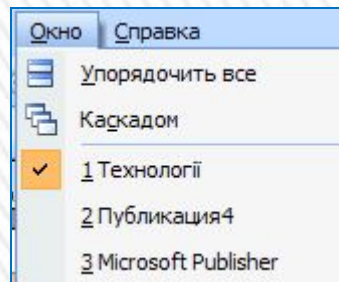 Окно Справка
Упорядочить все
Каскадом
1 Технології
2 Публикация4
3 Microsoft Publisher